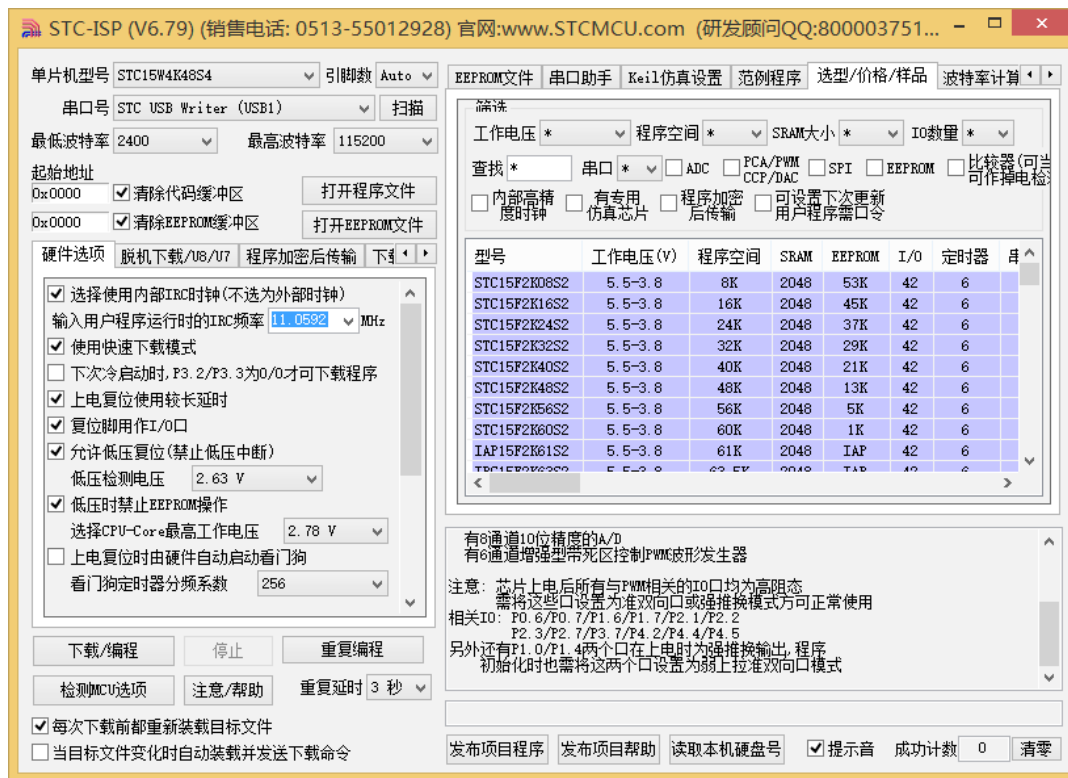 STC-ISP (V6.79) (销售电话: 0513-55012928) 官网:www.STCMCU.com (研发顾问QQ:800003751...
单片机型号 STC15W4K48S4 引脚数 Auto
串口号 STC USB Writer (USB1) 扫描
最低波特率 2400 最高波特率 115200
起始地址
0x0000 清除代码缓冲区 打开程序文件
0x0000 清除EEPROM缓冲区 打开EEPROM文件
硬件选项 脱机下载/U8/U7 程序加密后传输
选择使用内部IRC时钟(不选为外部时钟)
输入用户程序运行时的IRC频率 11.0592 MHz
使用快速下载模式
下次冷启动时,P3.2/P3.3为0/0才可下载程序
上电复位使用较长延时
复位脚用作I/O口
允许低压复位(禁止低压中断)
低压检测电压 2.63 V
低压时禁止EEPROM操作
选择CPU-Core最高工作电压 2.78 V
上电复位时由硬件自动启动看门狗
看门狗定时器分频系数 256
下载/编程 停止 重复编程
检测MCU选项 注意/帮助 重复延时 3 秒
每次下载前都重新装载目标文件
当目标文件变化时自动装载并发送下载命令
EEPROM文件 串口助手 Keil仿真设置 范例程序 选型/价格/样品 波特率计算
筛选
工作电压 * 程序空间 * SRAM大小 * IO数量 *
查找 * 串口 * ADC PCA/PWM CCP/DAC SPI EEPROM 比较器(可当
可作掉电检
内部高精度时钟 有专用仿真芯片 程序加密后传输 可设置下次更新用户程序需口令
型号 工作电压(V) 程序空间 SRAM EEPROM I/O 定时器 串
STC15F2K08S2 5.5-3.8 8K 2048 53K 42 6
STC15F2K16S2 5.5-3.8 16K 2048 45K 42 6
STC15F2K24S2 5.5-3.8 24K 2048 37K 42 6
STC15F2K32S2 5.5-3.8 32K 2048 29K 42 6
STC15F2K40S2 5.5-3.8 40K 2048 21K 42 6
STC15F2K48S2 5.5-3.8 48K 2048 13K 42 6
STC15F2K56S2 5.5-3.8 56K 2048 5K 42 6
STC15F2K60S2 5.5-3.8 60K 2048 1K 42 6
IAP15F2K61S2 5.5-3.8 61K 2048 IAP 42 6
5.5-3.8 63.5K 2048 IAP 42 6
有8通道10位精度的A/D
有6通道增强型带死区控制PWM波形发生器
注意: 芯片上电后所有与PWM相关的IO口均为高阻态
需将这些口设置为准双向口或强推挽模式方可正常使用
相关IO: P0.6/P0.7/P1.6/P1.7/P2.1/P2.2
P2.3/P2.7/P3.7/P4.2/P4.4/P4.5
另外还有P1.0/P1.4两个口在上电时为强推挽输出,程序
初始化时也需将这两个口设置为弱上拉准双向口模式
发布项目程序 发布项目帮助 读取本机硬盘号 提示音 成功计数 0 清零